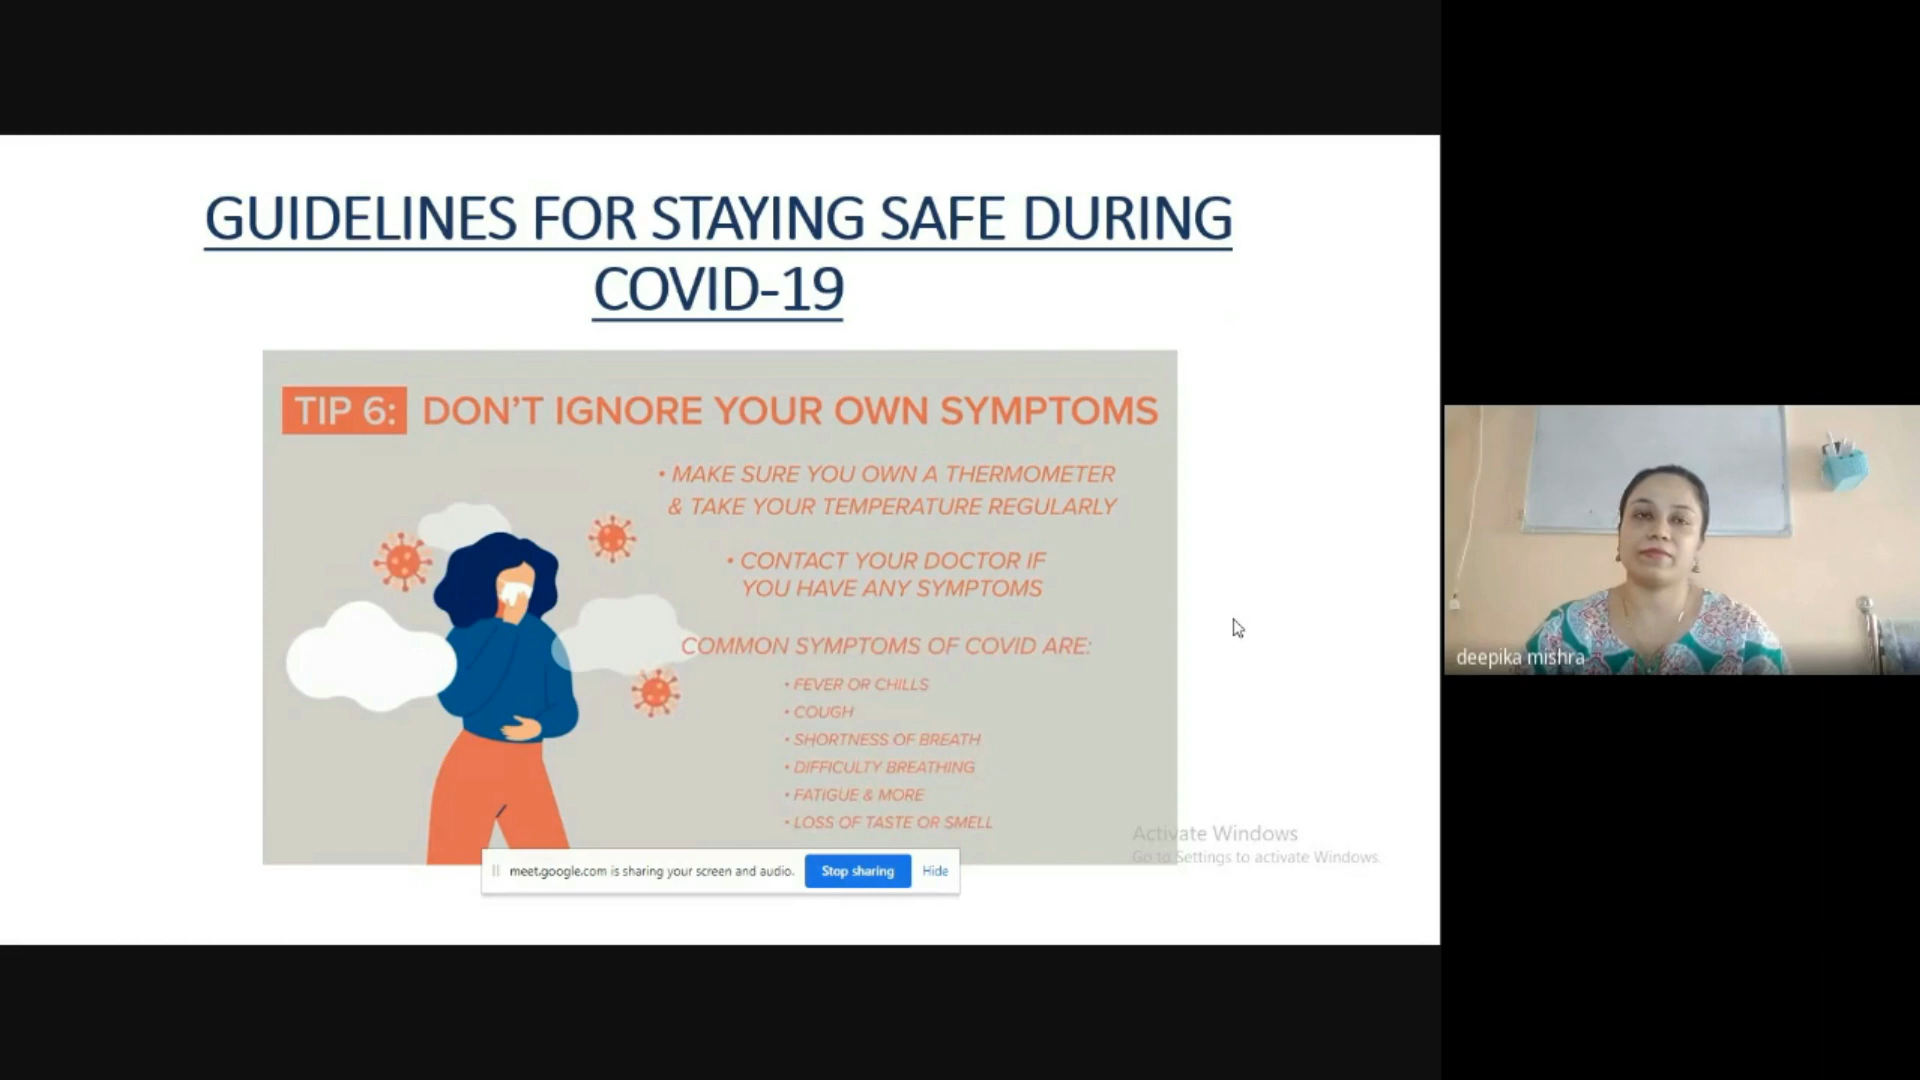 GUIDELINES FOR STAYING SAFE DURING
COVID-19
TIP 6: DON'T IGNORE YOUR OWN SYMPTOMS
• MAKE SURE YOU OWN A THERMOMETER
& TAKE YOUR TEMPERATURE REGULARLY
• CONTACT YOUR DOCTOR IF
YOU HAVE ANY SYMPTOMS
COMMON SYMPTOMS OF COVID ARE:
• FEVER OR CHILLS
• COUGH
• SHORTNESS OF BREATH
• DIFFICULTY BREATHING
• FATIGUE & MORE
• LOSS OF TASTE OR SMELL
Activate Windows
Go to Settings to activate Windows.
meet.google.com is sharing your screen and audio. Stop sharing Hide
deepika mishra